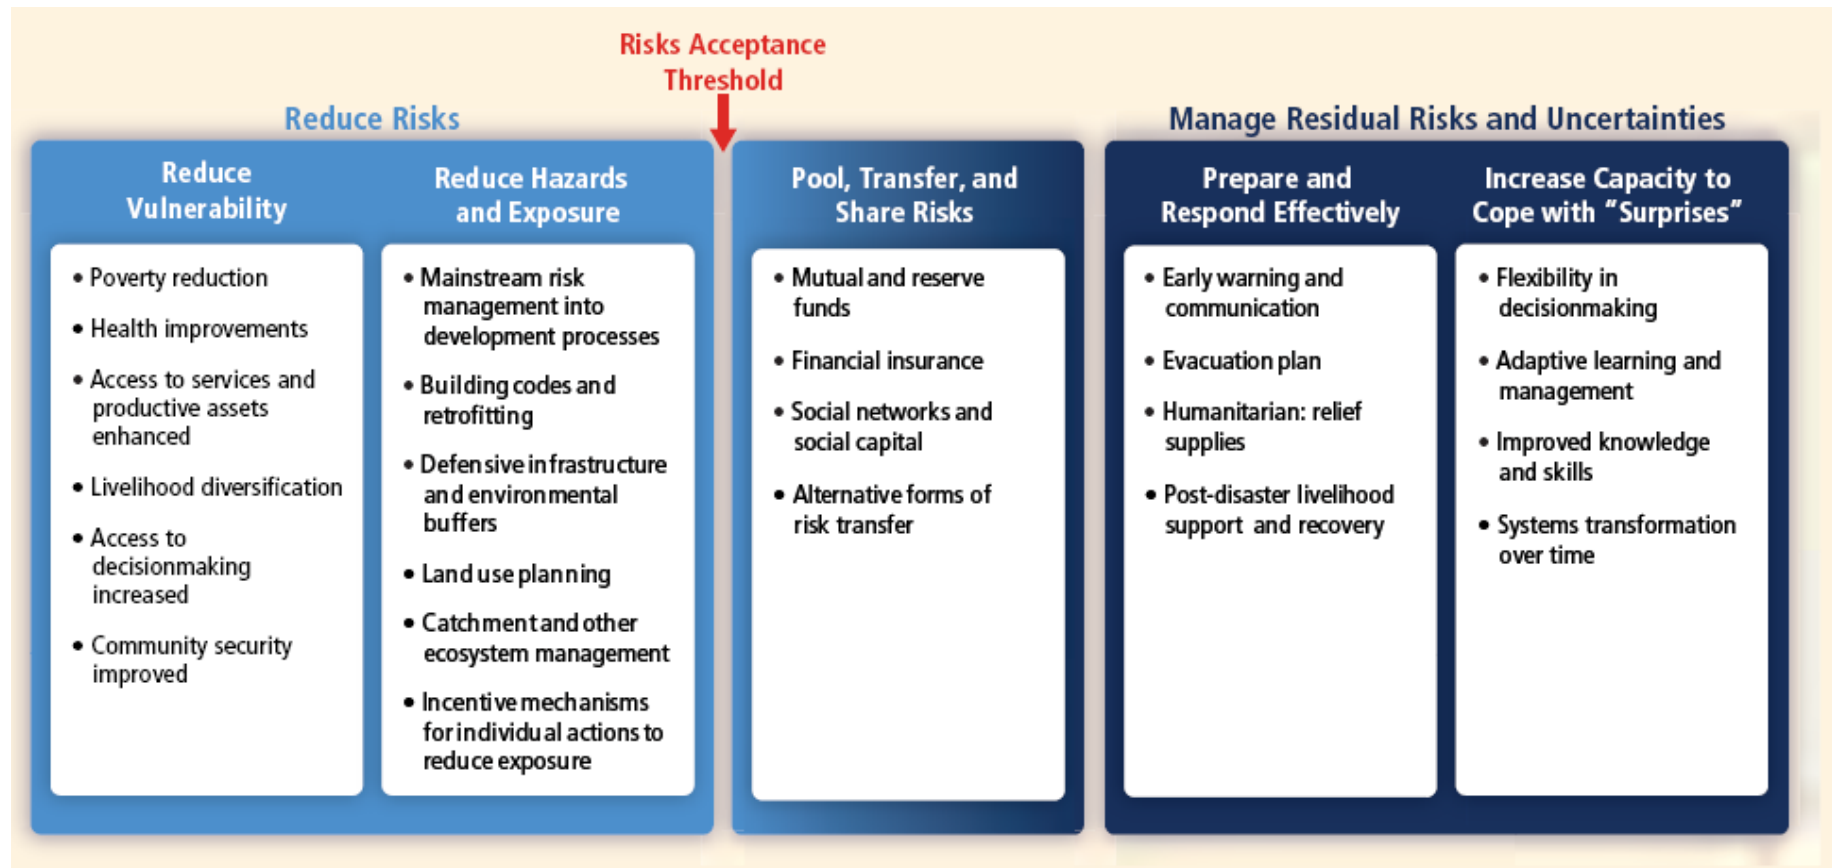 Risks Acceptance
Threshold
Reduce Risks
Manage Residual Risks and Uncertainties
Reduce
Vulnerability
• Poverty reduction
• Health improvements
• Access to services and
productive assets
enhanced
• Livelihood diversification
• Access to
decisionmaking
increased
• Community security
improved
Reduce Hazards
and Exposure
• Mainstream risk
management into
development processes
• Building codes and
retrofitting
• Defensive infrastructure
and environmental
buffers
• Land use planning
• Catchment and other
ecosystem management
• Incentive mechanisms
for individual actions to
reduce exposure
Pool, Transfer, and
Share Risks
• Mutual and reserve
funds
• Financial insurance
• Social networks and
social capital
• Alternative forms of
risk transfer
Prepare and
Respond Effectively
• Early warning and
communication
• Evacuation plan
• Humanitarian: relief
supplies
• Post-disaster livelihood
support and recovery
Increase Capacity to
Cope with “Surprises”
• Flexibility in
decisionmaking
• Adaptive learning and
management
• Improved knowledge
and skills
• Systems transformation
over time